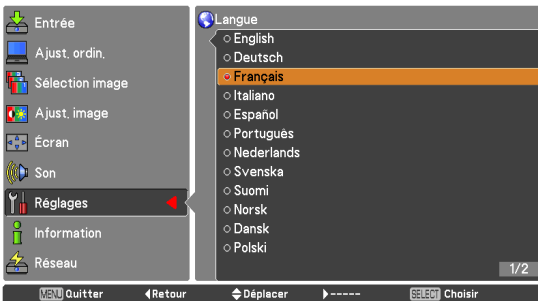 Entrée
Ajust. ordin.
Sélection image
Ajust. image
Écran
Son
Réglages
Information
Réseau
Langue
English
Deutsch
Français
Italiano
Español
Português
Nederlands
Svenska
Suomi
Norsk
Dansk
Polski
1/2
MENU Quitter Retour Déplacer ----- SELECT Choisir